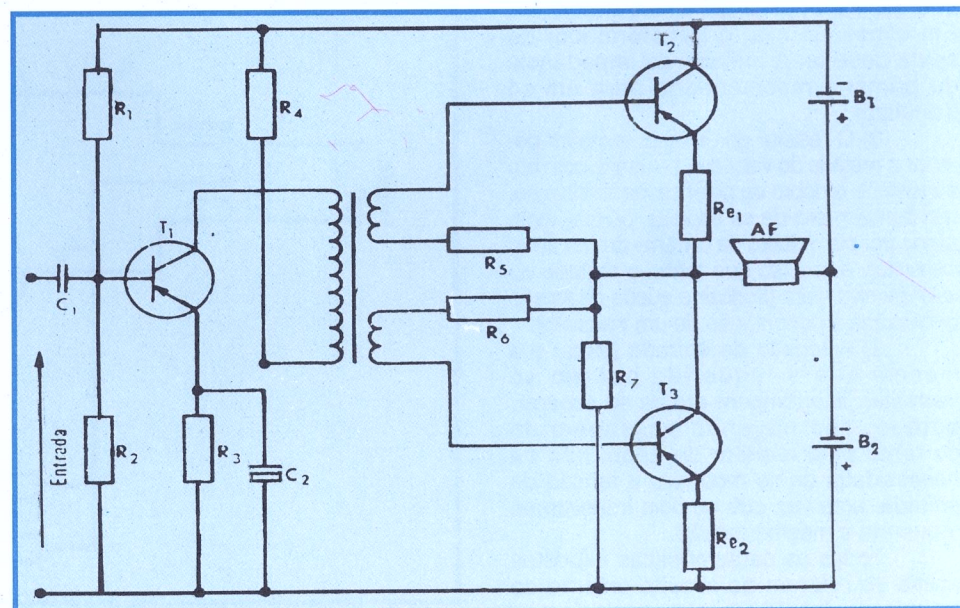 T₂
R₁
R₄
− B₁ +
Re₁
AF
T₁
R₅
C₁
R₆
R₇
T₃
Entrada
R₂
R₃
C₂
− B₂ +
Re₂